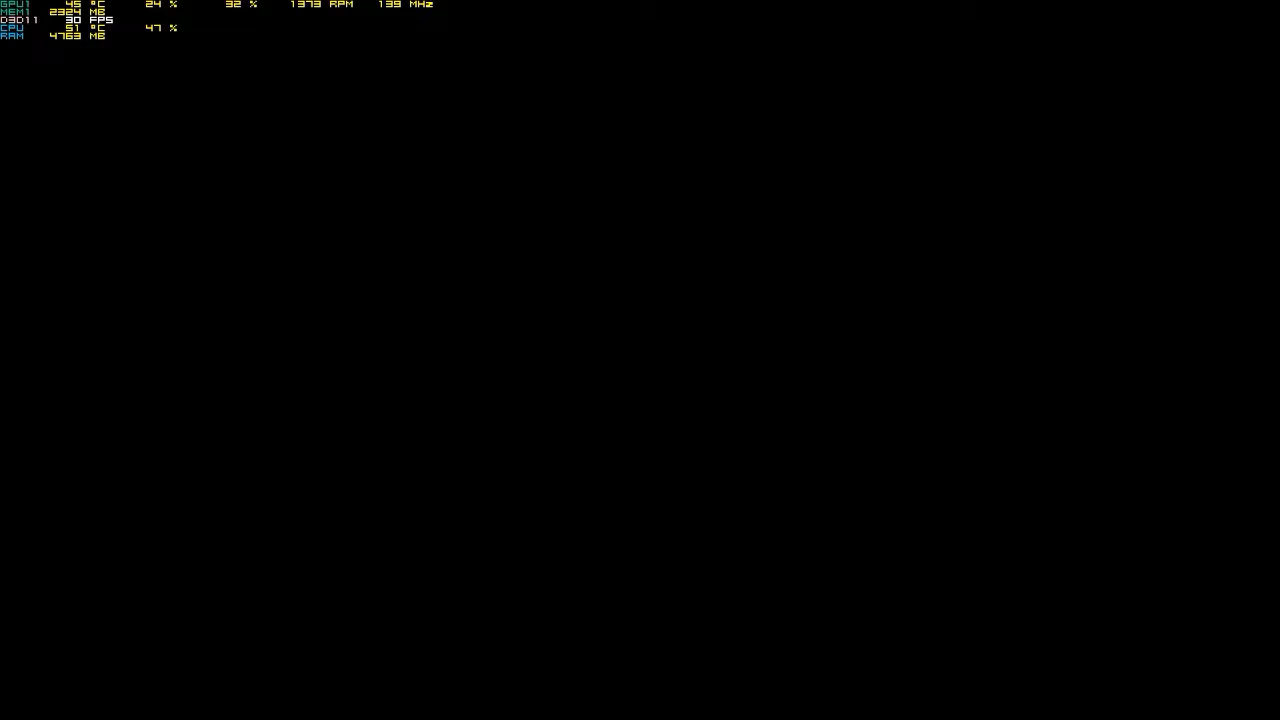 GPU1 45 °C 24 % 32 % 1373 RPM 139 MHz
MEM1 2324 MB
D3D11 30 FPS
CPU 51 °C 47 %
RAM 4763 MB